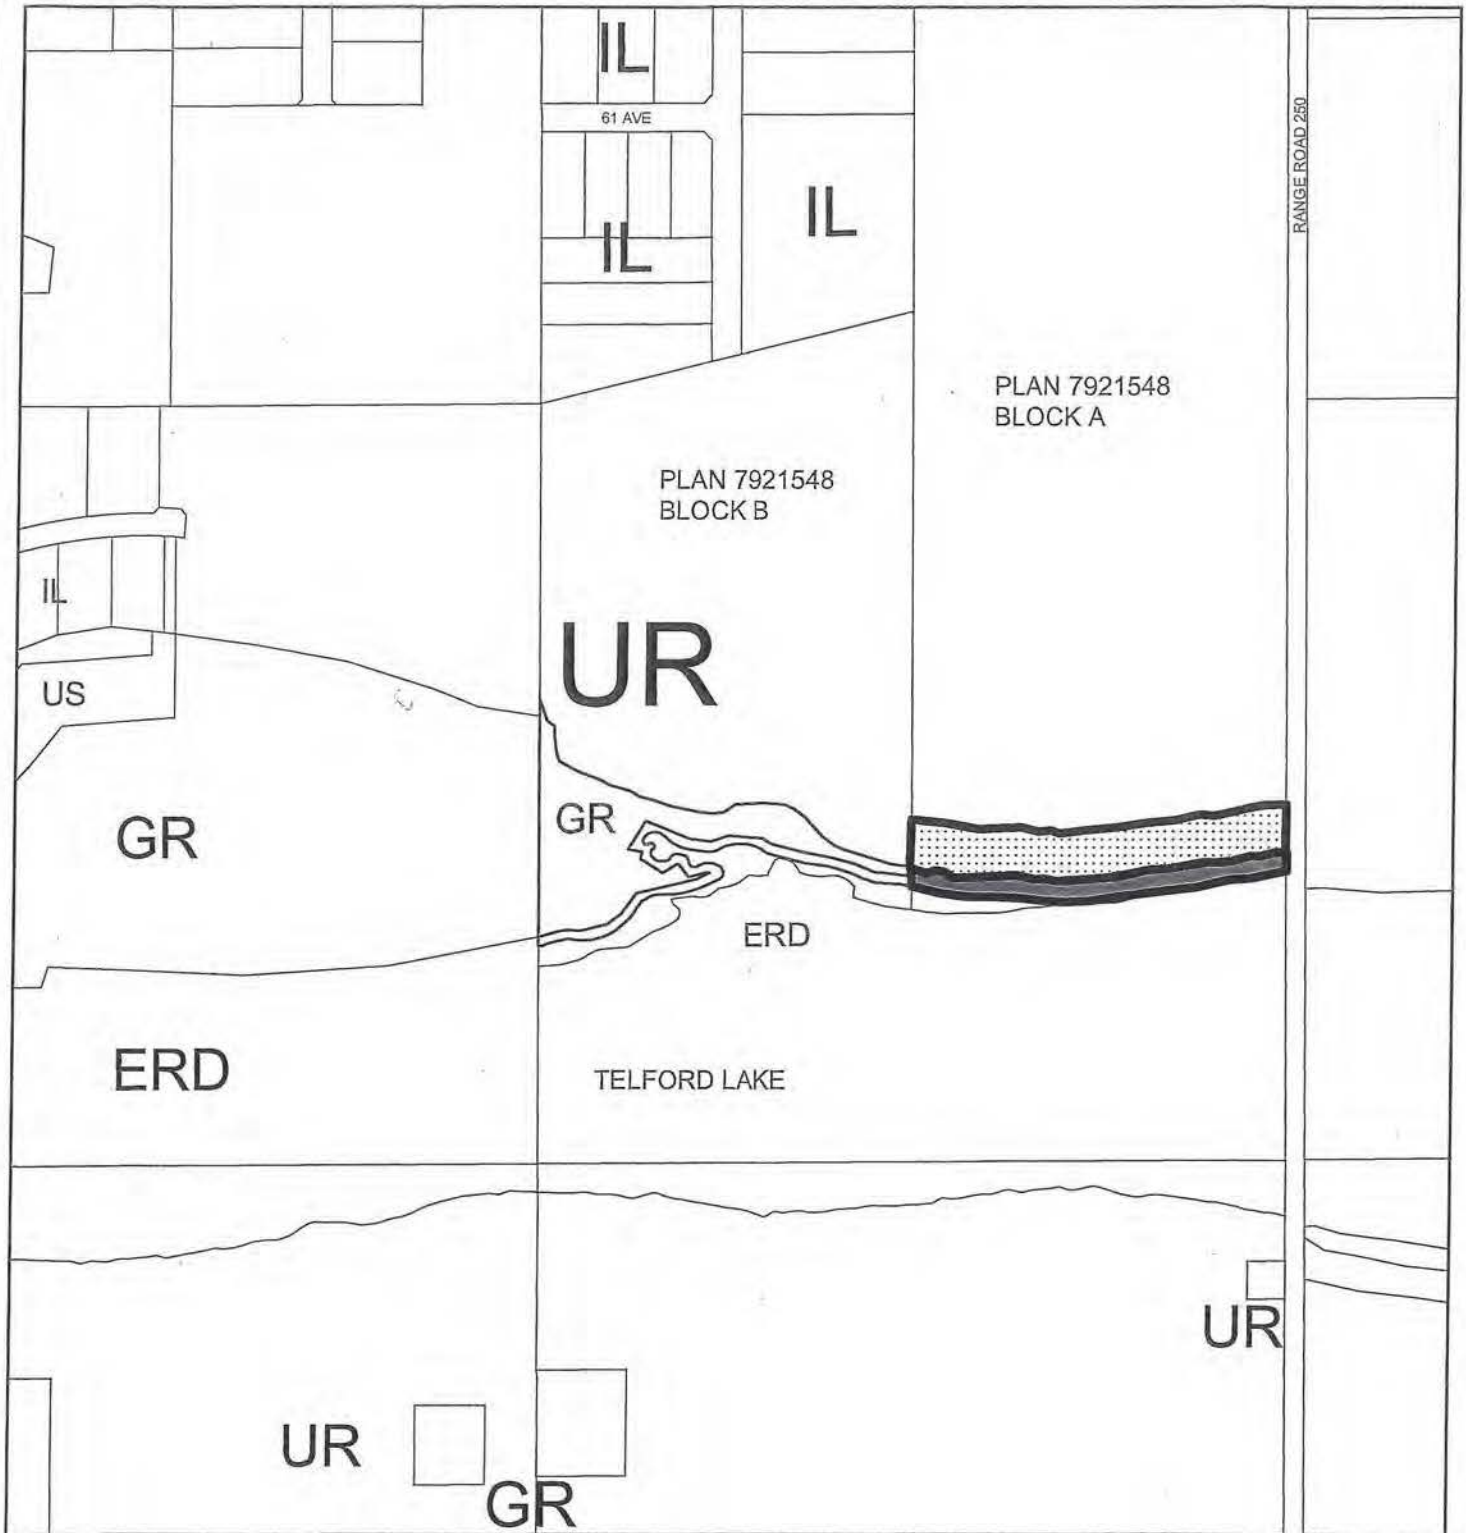 IL
61 AVE
RANGE ROAD 250
IL
IL
PLAN 7921548
BLOCK A
PLAN 7921548
BLOCK B
IL
UR
US
GR
GR
ERD
ERD
TELFORD LAKE
UR
UR
GR